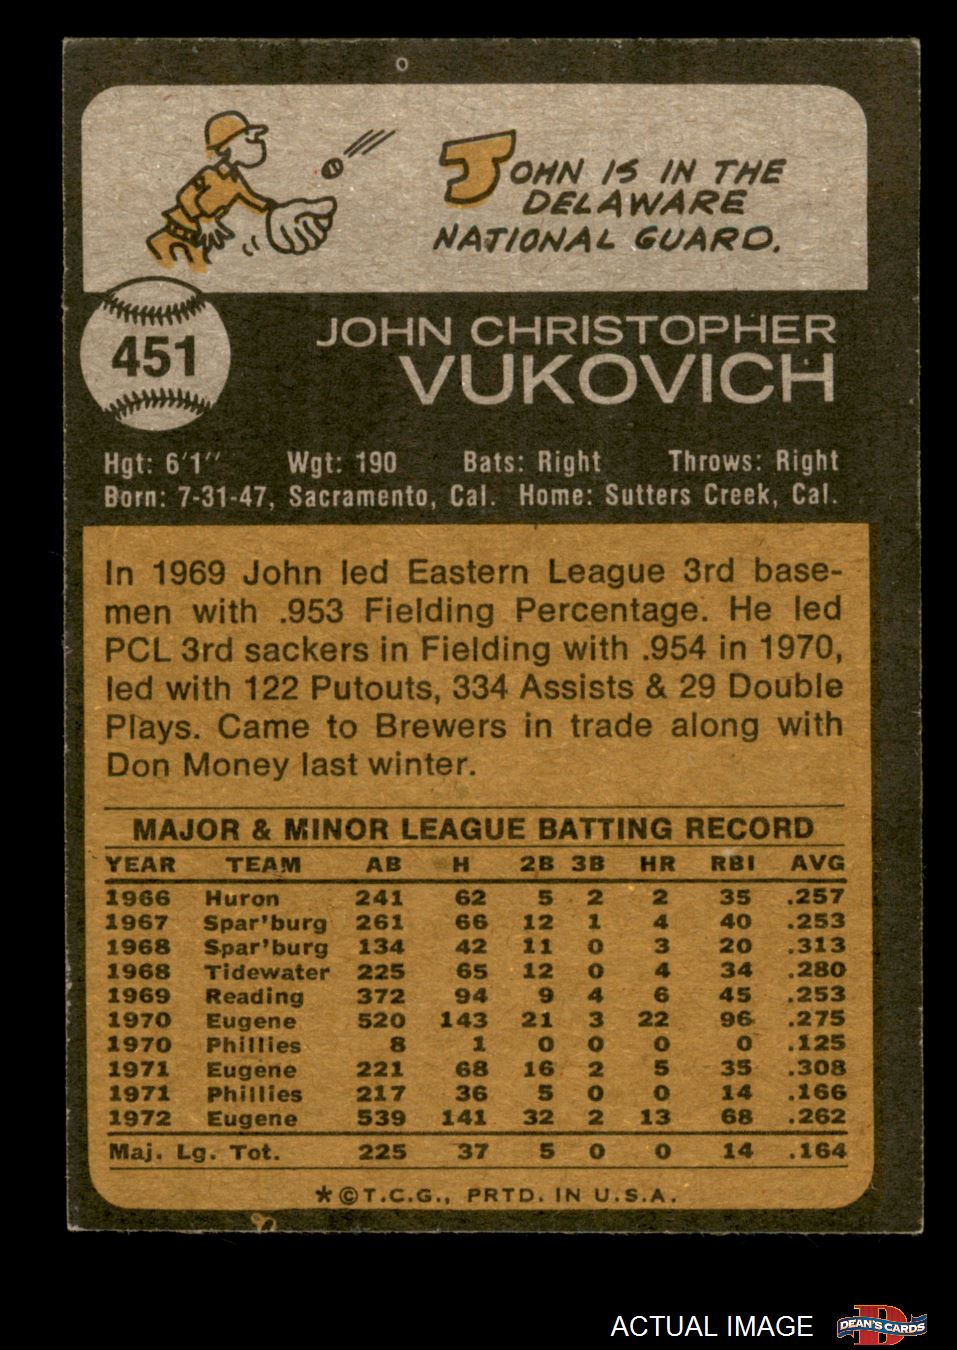 JOHN IS IN THE
DELAWARE
NATIONAL GUARD.
451
JOHN CHRISTOPHER
VUKOVICH
Hgt: 6'1'' Wgt: 190 Bats: Right Throws: Right
Born: 7-31-47, Sacramento, Cal. Home: Sutters Creek, Cal.
In 1969 John led Eastern League 3rd base-
men with .953 Fielding Percentage. He led
PCL 3rd sackers in Fielding with .954 in 1970,
led with 122 Putouts, 334 Assists & 29 Double
Plays. Came to Brewers in trade along with
Don Money last winter.
MAJOR & MINOR LEAGUE BATTING RECORD
YEAR TEAM AB H 2B 3B HR RBI AVG
1966 Huron 241 62 5 2 2 35 .257
1967 Spar'burg 261 66 12 1 4 40 .253
1968 Spar'burg 134 42 11 0 3 20 .313
1968 Tidewater 225 65 12 0 4 34 .280
1969 Reading 372 94 9 4 6 45 .253
1970 Eugene 520 143 21 3 22 96 .275
1970 Phillies 8 1 0 0 0 0 .125
1971 Eugene 221 68 16 2 5 35 .308
1971 Phillies 217 36 5 0 0 14 .166
1972 Eugene 539 141 32 2 13 68 .262
Maj. Lg. Tot. 225 37 5 0 0 14 .164
*©T.C.G., PRTD. IN U.S.A.
ACTUAL IMAGE
D
DEAN'S CARDS